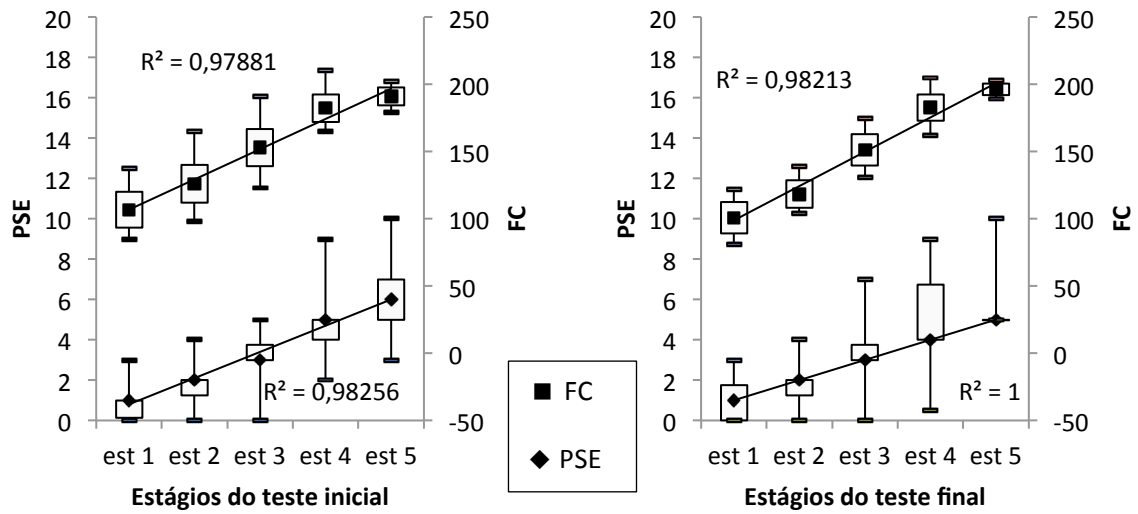 20
18
16
14
12
10
8
6
4
2
0
PSE
R² = 0,97881
R² = 0,98256
250
200
150
100
50
0
-50
FC
est 1 est 2 est 3 est 4 est 5
Estágios do teste inicial
FC
PSE
20
18
16
14
12
10
8
6
4
2
0
PSE
R² = 0,98213
R² = 1
250
200
150
100
50
0
-50
FC
est 1 est 2 est 3 est 4 est 5
Estágios do teste final